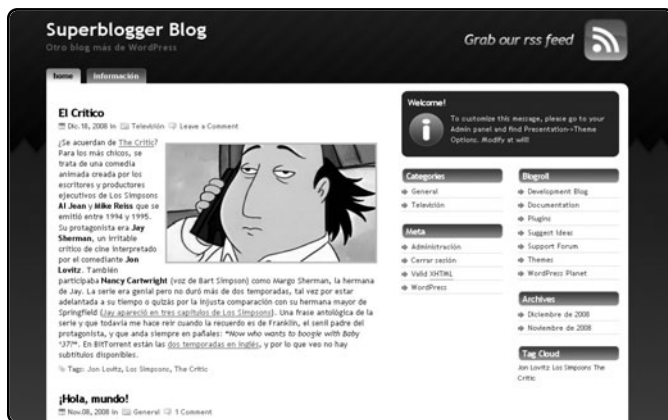 Superblogger Blog
Otro blog más de WordPress
Grab our rss feed
home
Información
El Crítico
Dic.18, 2008 in Televisión Leave a Comment
¿Se acuerdan de The Critic?
Para los más chicos, se
trata de una comedia
animada creada por los
escritores y productores
ejecutivos de Los Simpsons
Al Jean y Mike Reiss que se
emitió entre 1994 y 1995.
Su protagonista era Jay
Sherman, un irritable
crítico de cine interpretado
por el comediante Jon
Lovitz. También
participaba Nancy Cartwright (voz de Bart Simpson) como Margo Sherman, la hermana
de Jay. La serie era genial pero no duró más de dos temporadas, tal vez por estar
adelantada a su tiempo o quizás por la injusta comparación con su hermana mayor de
Springfield (Jay apareció en tres capítulos de Los Simpsons). Una frase antológica de la
serie y que todavía me hace reir cuando la recuerdo es de Franklin, el senil padre del
protagonista, y que anda siempre en pañales: "Now who wants to boogie with Baby
'37?". En BitTorrent están las dos temporadas en inglés, y por lo que veo no hay
subtítulos disponibles.
Tags: Jon Lovitz, Los Simpsons, The Critic
¡Hola, mundo!
Nov.08, 2008 in General 1 Comment
Welcome!
To customize this message, please go to your
Admin panel and find Presentation->Theme
Options. Modify at will!
Categories
General
Televisión
Meta
Administración
Cerrar seción
Valid XHTML
WordPress
Blogroll
Development Blog
Documentation
Plugins
Suggest Ideas
Support Forum
Themes
WordPress Planet
Archives
Diciembre de 2008
Noviembre de 2008
Tag Cloud
Jon Lovitz Los Simpsons The
Critic